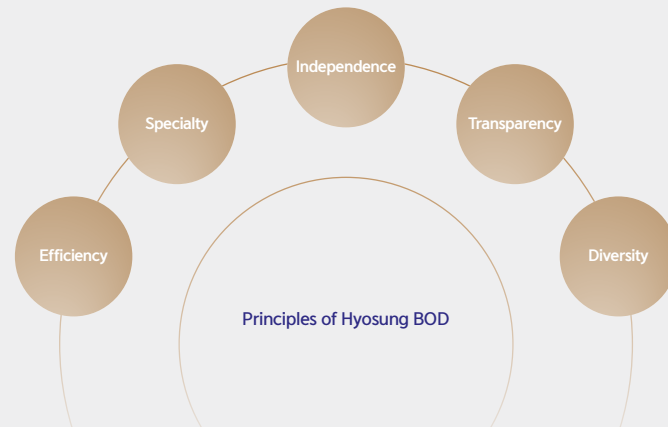 Independence
Specialty
Transparency
Efficiency
Diversity
Principles of Hyosung BOD